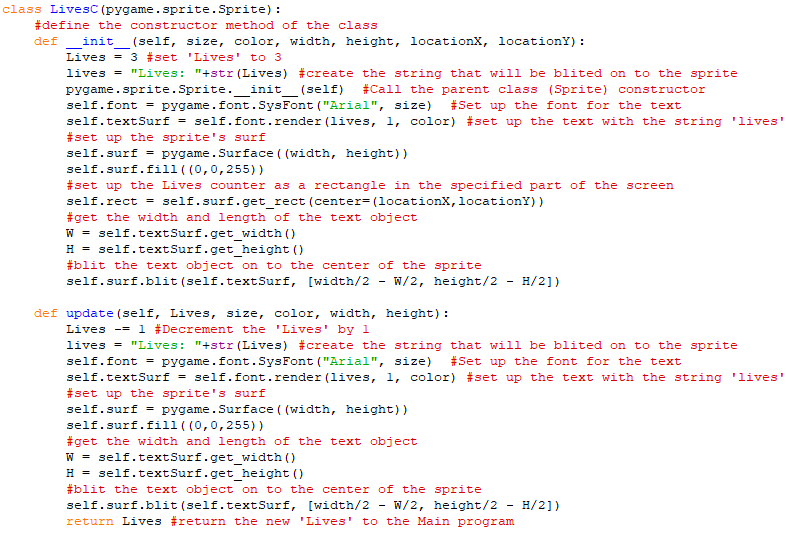 class LivesC(pygame.sprite.Sprite):
    #define the constructor method of the class
    def __init__(self, size, color, width, height, locationX, locationY):
        Lives = 3 #set 'Lives' to 3
        lives = "Lives: "+str(Lives) #create the string that will be blited on to the sprite
        pygame.sprite.Sprite.__init__(self)  #Call the parent class (Sprite) constructor
        self.font = pygame.font.SysFont("Arial", size)  #Set up the font for the text
        self.textSurf = self.font.render(lives, 1, color) #set up the text with the string 'lives'
        #set up the sprite's surf
        self.surf = pygame.Surface((width, height))
        self.surf.fill((0,0,255))
        #set up the Lives counter as a rectangle in the specified part of the screen
        self.rect = self.surf.get_rect(center=(locationX,locationY))
        #get the width and length of the text object
        W = self.textSurf.get_width()
        H = self.textSurf.get_height()
        #blit the text object on to the center of the sprite
        self.surf.blit(self.textSurf, [width/2 - W/2, height/2 - H/2])

    def update(self, Lives, size, color, width, height):
        Lives -= 1 #Decrement the 'Lives' by 1
        lives = "Lives: "+str(Lives) #create the string that will be blited on to the sprite
        self.font = pygame.font.SysFont("Arial", size)  #Set up the font for the text
        self.textSurf = self.font.render(lives, 1, color) #set up the text with the string 'lives'
        #set up the sprite's surf
        self.surf = pygame.Surface((width, height))
        self.surf.fill((0,0,255))
        #get the width and length of the text object
        W = self.textSurf.get_width()
        H = self.textSurf.get_height()
        #blit the text object on to the center of the sprite
        self.surf.blit(self.textSurf, [width/2 - W/2, height/2 - H/2])
        return Lives #return the new 'Lives' to the Main program